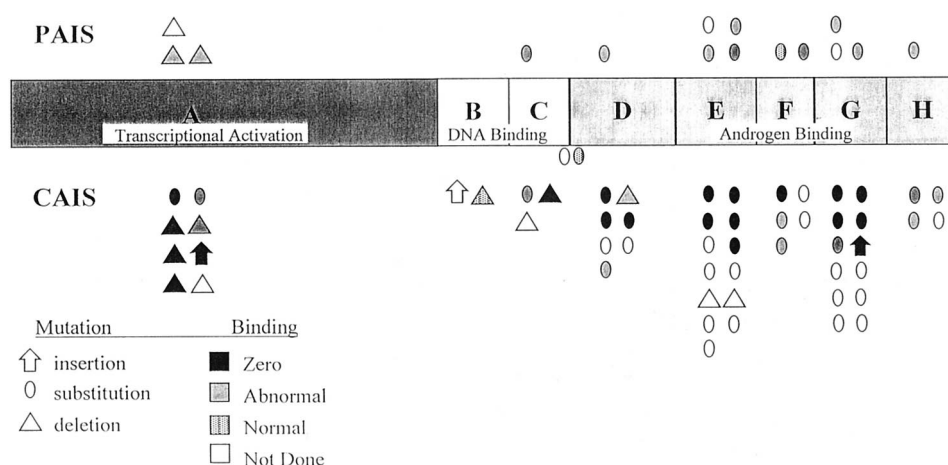 PAIS
A B C D E F G H
Transcriptional Activation DNA Binding Androgen Binding
CAIS
Mutation Binding
insertion Zero
substitution Abnormal
deletion Normal
Not Done